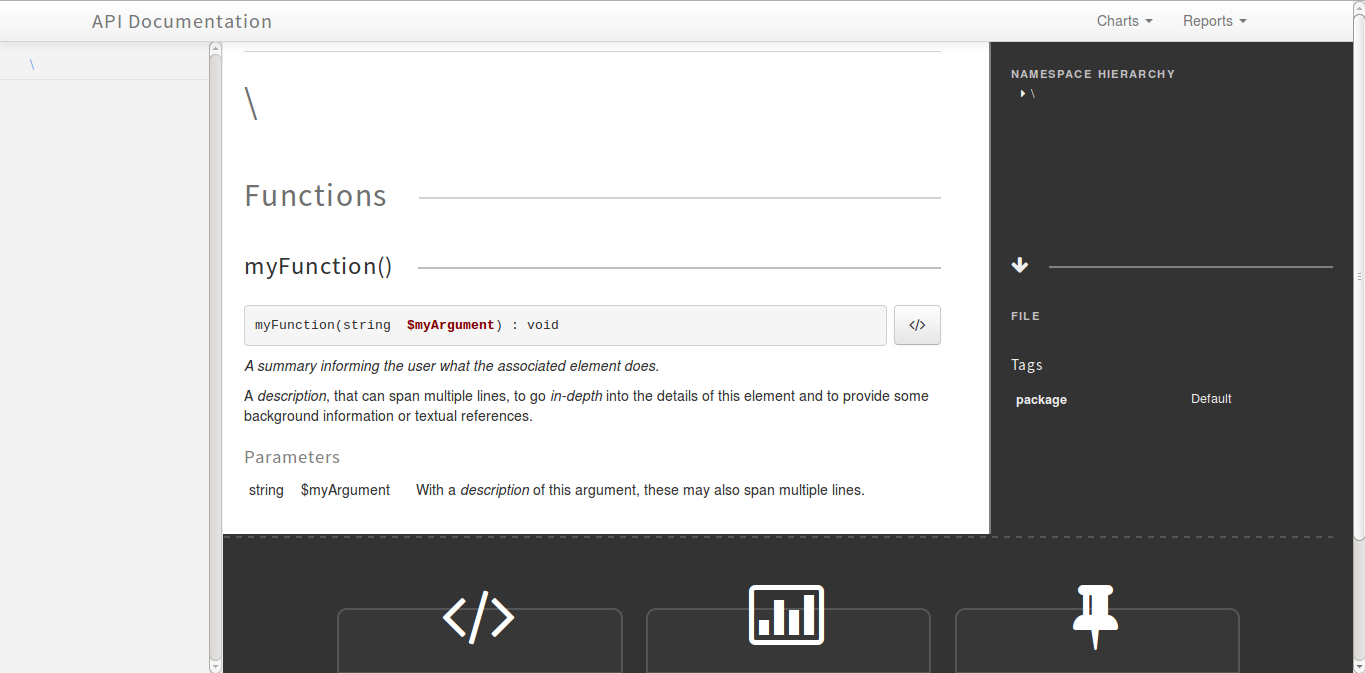 API Documentation
Charts
Reports
\
\
Functions
myFunction()
myFunction(string $myArgument) : void
</>
A summary informing the user what the associated element does.
A description, that can span multiple lines, to go in-depth into the details of this element and to provide some
background information or textual references.
Parameters
string $myArgument With a description of this argument, these may also span multiple lines.
NAMESPACE HIERARCHY
\
FILE
Tags
package Default
</>